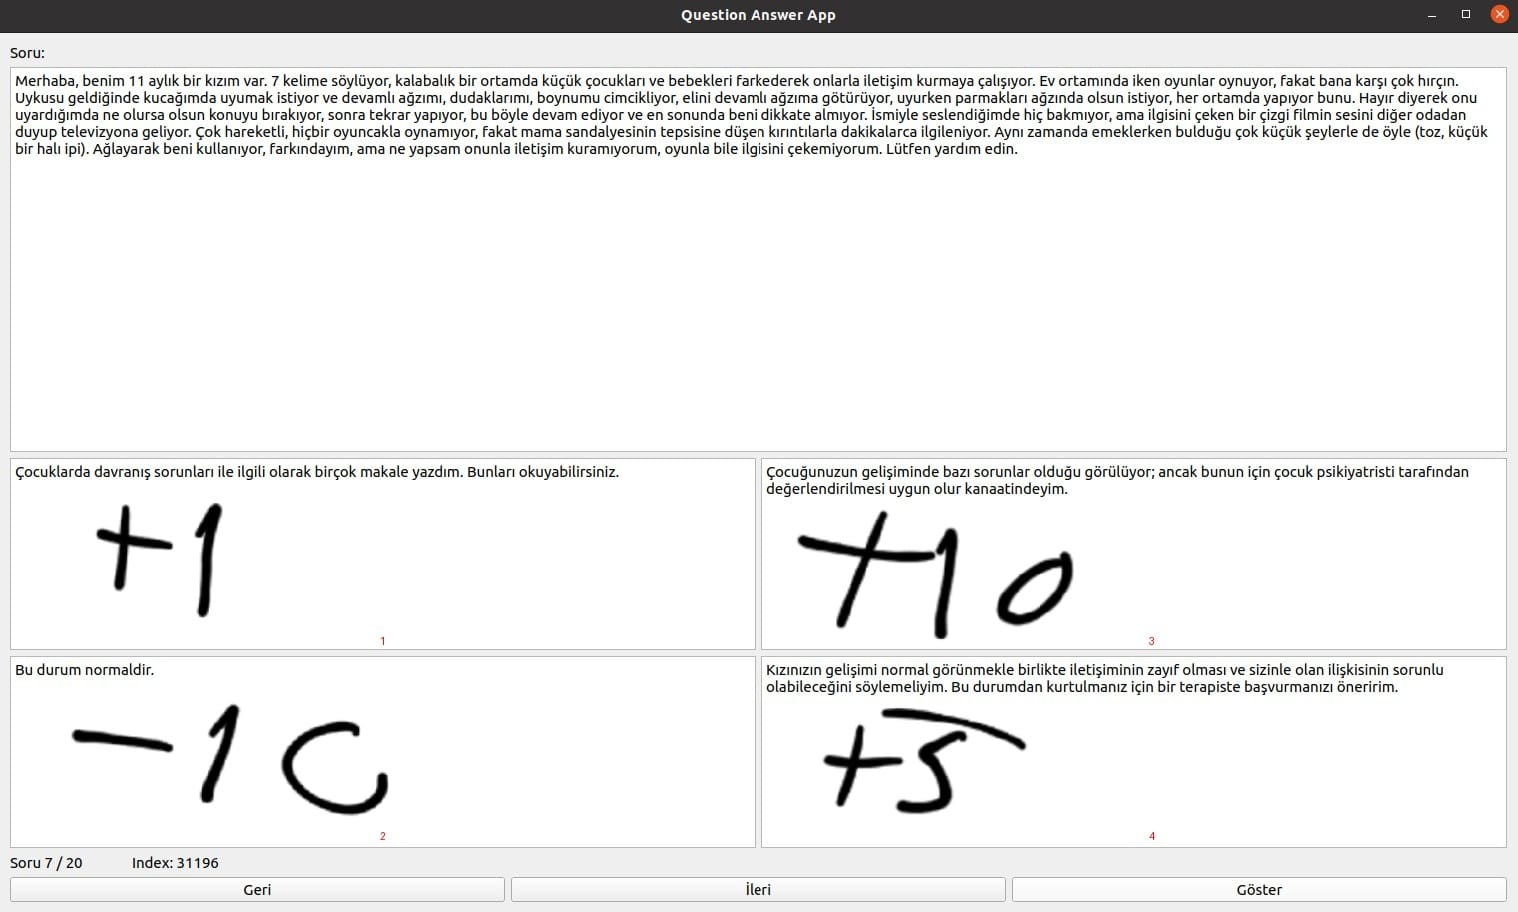 Question Answer App
Soru:
Merhaba, benim 11 aylık bir kızım var. 7 kelime söylüyor, kalabalık bir ortamda küçük çocukları ve bebekleri farkederek onlarla iletişim kurmaya çalışıyor. Ev ortamında iken oyunlar oynuyor, fakat bana karşı çok hırçın.
Uykusu geldiğinde kucağımda uyumak istiyor ve devamlı ağzımı, dudaklarımı, boynumu cimcikliyor, elini devamlı ağzıma götürüyor, uyurken parmakları ağzında olsun istiyor, her ortamda yapıyor bunu. Hayır diyerek onu
uyardığımda ne olursa olsun konuyu bırakıyor, sonra tekrar yapıyor, bu böyle devam ediyor ve en sonunda beni dikkate almıyor. İsmiyle seslendiğimde hiç bakmıyor, ama ilgisini çeken bir çizgi filmin sesini diğer odadan
duyup televizyona geliyor. Çok hareketli, hiçbir oyuncakla oynamıyor, fakat mama sandalyesinin tepsisine düşen kırıntılarla dakikalarca ilgileniyor. Aynı zamanda emeklerken bulduğu çok küçük şeylerle de öyle (toz, küçük
bir halı ipi). Ağlayarak beni kullanıyor, farkındayım, ama ne yapsam onunla iletişim kuramıyorum, oyunla bile ilgisini çekemiyorum. Lütfen yardım edin.
Çocuklarda davranış sorunları ile ilgili olarak birçok makale yazdım. Bunları okuyabilirsiniz.
+1
1
Çocuğunuzun gelişiminde bazı sorunlar olduğu görülüyor; ancak bunun için çocuk psikiyatristi tarafından
değerlendirilmesi uygun olur kanaatindeyim.
+10
3
Bu durum normaldir.
-10
2
Kızınızın gelişimi normal görünmekle birlikte iletişiminin zayıf olması ve sizinle olan ilişkisinin sorunlu
olabileceğini söylemeliyim. Bu durumdan kurtulmanız için bir terapiste başvurmanızı öneririm.
+5
4
Soru 7 / 20 Index: 31196
Geri İleri Göster